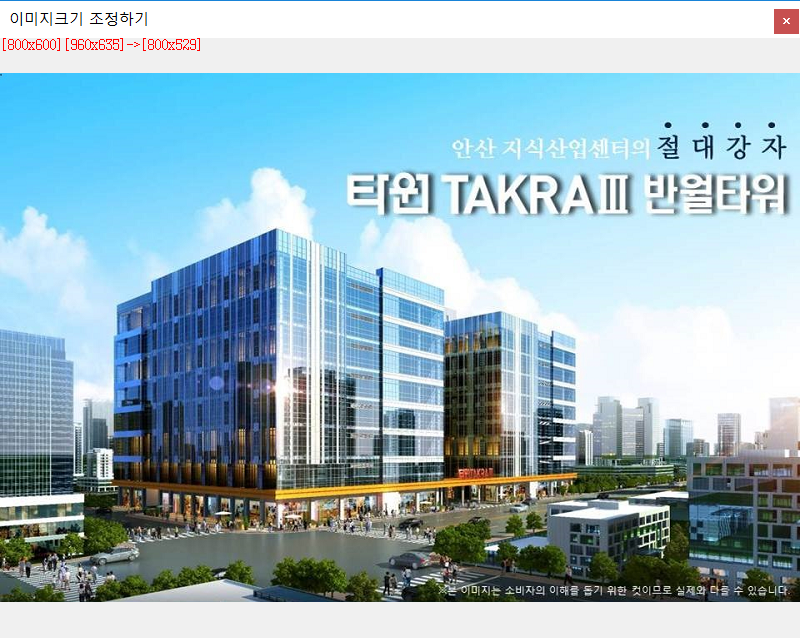 이미지크기 조정하기
[800x600] [960x635]->[800x529]
안산 지식산업센터의 절대강자
타원 TAKRAⅢ 반월타워
※본 이미지는 소비자의 이해를 돕기 위한 컷이므로 실제와 다를 수 있습니다.